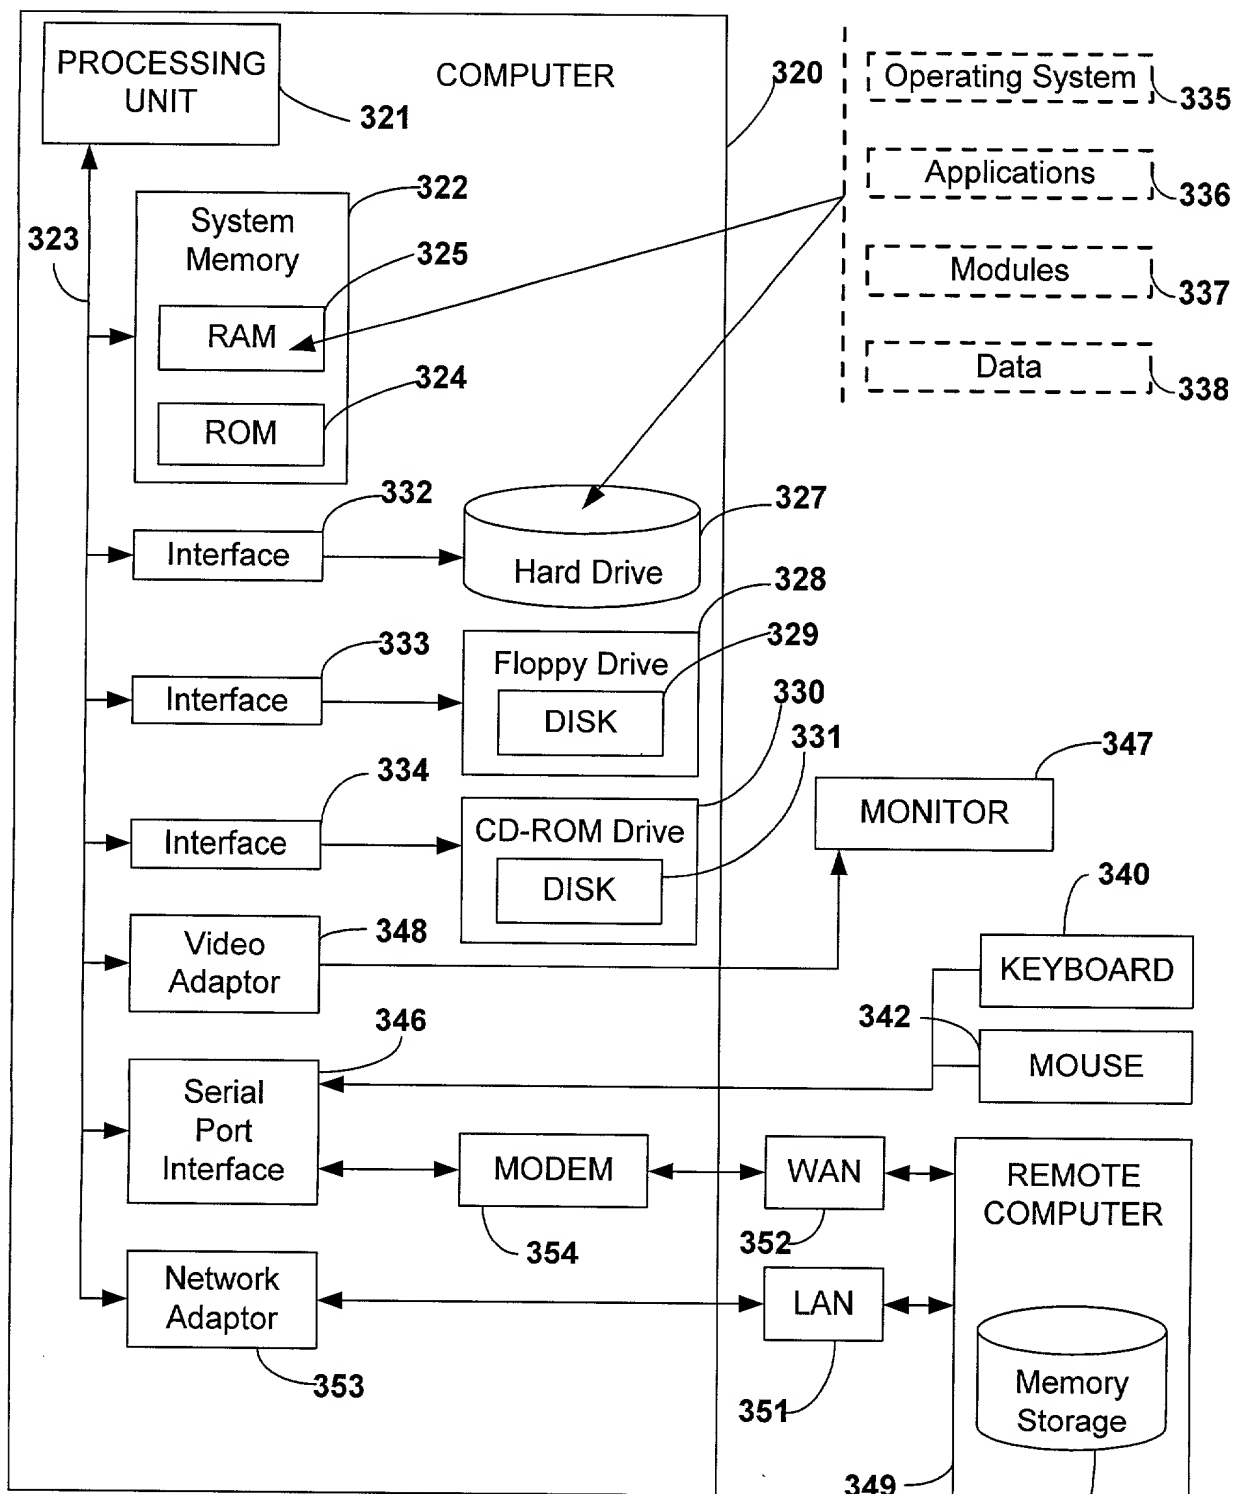 PROCESSING
UNIT
321
COMPUTER
320
Operating System
335
Applications
336
Modules
337
Data
338
323
322
System
Memory
325
RAM
324
ROM
332
Interface
327
Hard Drive
328
333
Interface
Floppy Drive
329
DISK
330
331
334
Interface
CD-ROM Drive
DISK
347
MONITOR
348
Video
Adaptor
340
KEYBOARD
342
MOUSE
346
Serial
Port
Interface
MODEM
354
WAN
352
REMOTE
COMPUTER
Network
Adaptor
353
LAN
351
Memory
Storage
349